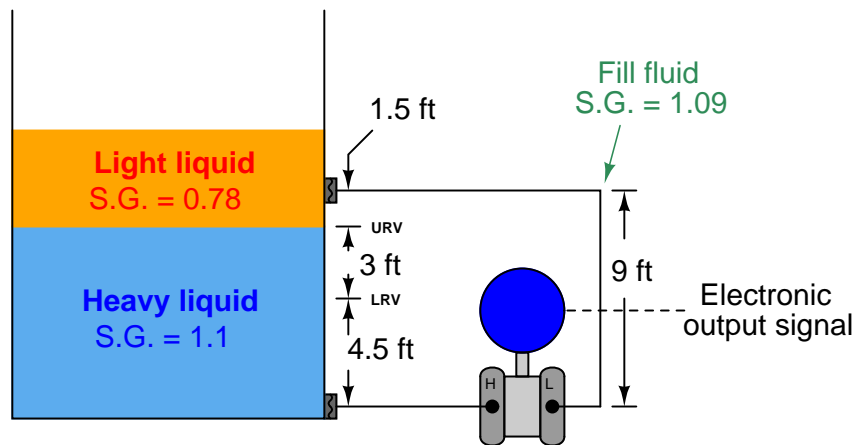 Fill fluid
S.G. = 1.09
1.5 ft
Light liquid
S.G. = 0.78
URV
3 ft
9 ft
LRV
Heavy liquid
S.G. = 1.1
Electronic
output signal
4.5 ft
H
L